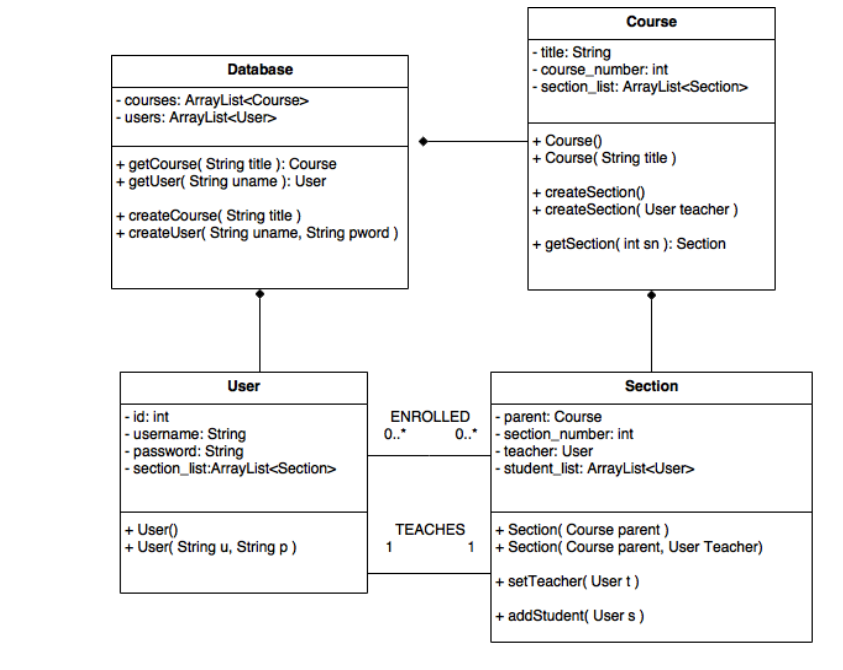 Database
- courses: ArrayList<Course>
- users: ArrayList<User>
+ getCourse( String title ): Course
+ getUser( String uname ): User
+ createCourse( String title )
+ createUser( String uname, String pword )
Course
- title: String
- course_number: int
- section_list: ArrayList<Section>
+ Course()
+ Course( String title )
+ createSection()
+ createSection( User teacher )
+ getSection( int sn ): Section
User
- id: int
- username: String
- password: String
- section_list:ArrayList<Section>
+ User()
+ User( String u, String p )
ENROLLED
0..* 0..*
TEACHES
1 1
Section
- parent: Course
- section_number: int
- teacher: User
- student_list: ArrayList<User>
+ Section( Course parent )
+ Section( Course parent, User Teacher)
+ setTeacher( User t )
+ addStudent( User s )